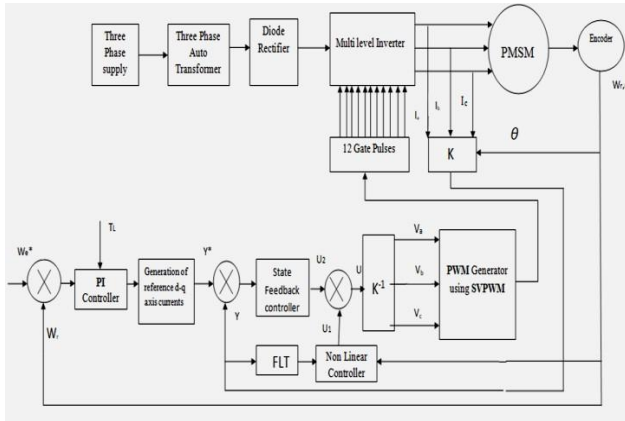 Three
Phase
supply
Three Phase
Auto
Transformer
Diode
Rectifier
Multi level Inverter
PMSM
Encoder
Wr,
I
I
Ic
θ
12 Gate Pulses
K
We*
TL
PI
Controller
Generation of
reference d-q
axis currents
Y*
Y
State
Feedback
controller
U2
U1
U
K-1
Va
Vb
Vc
PWM Generator
using SVPWM
Wr
FLT
Non Linear
Controller